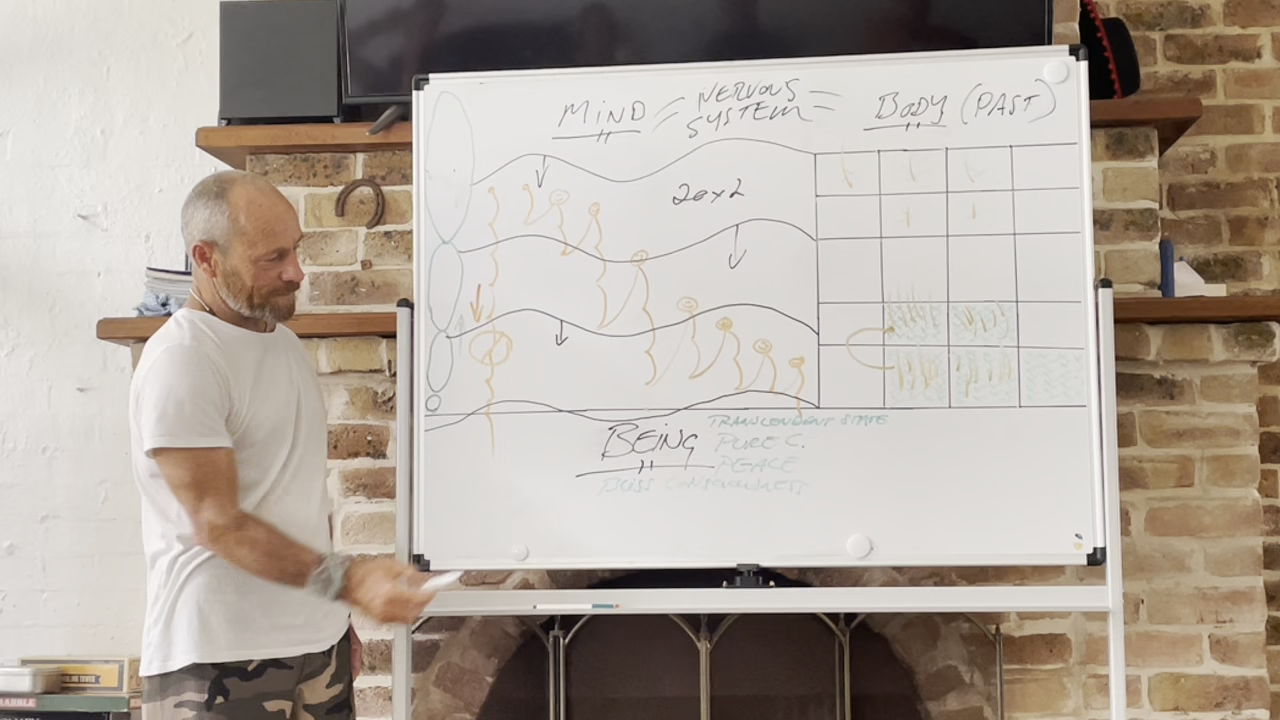 MIND = NERVOUS SYSTEM = BODY (PAST)
20x2
TRANSCENDENT STATE
BEING PURE C.
PEACE
BLISS CONSCIOUSNESS